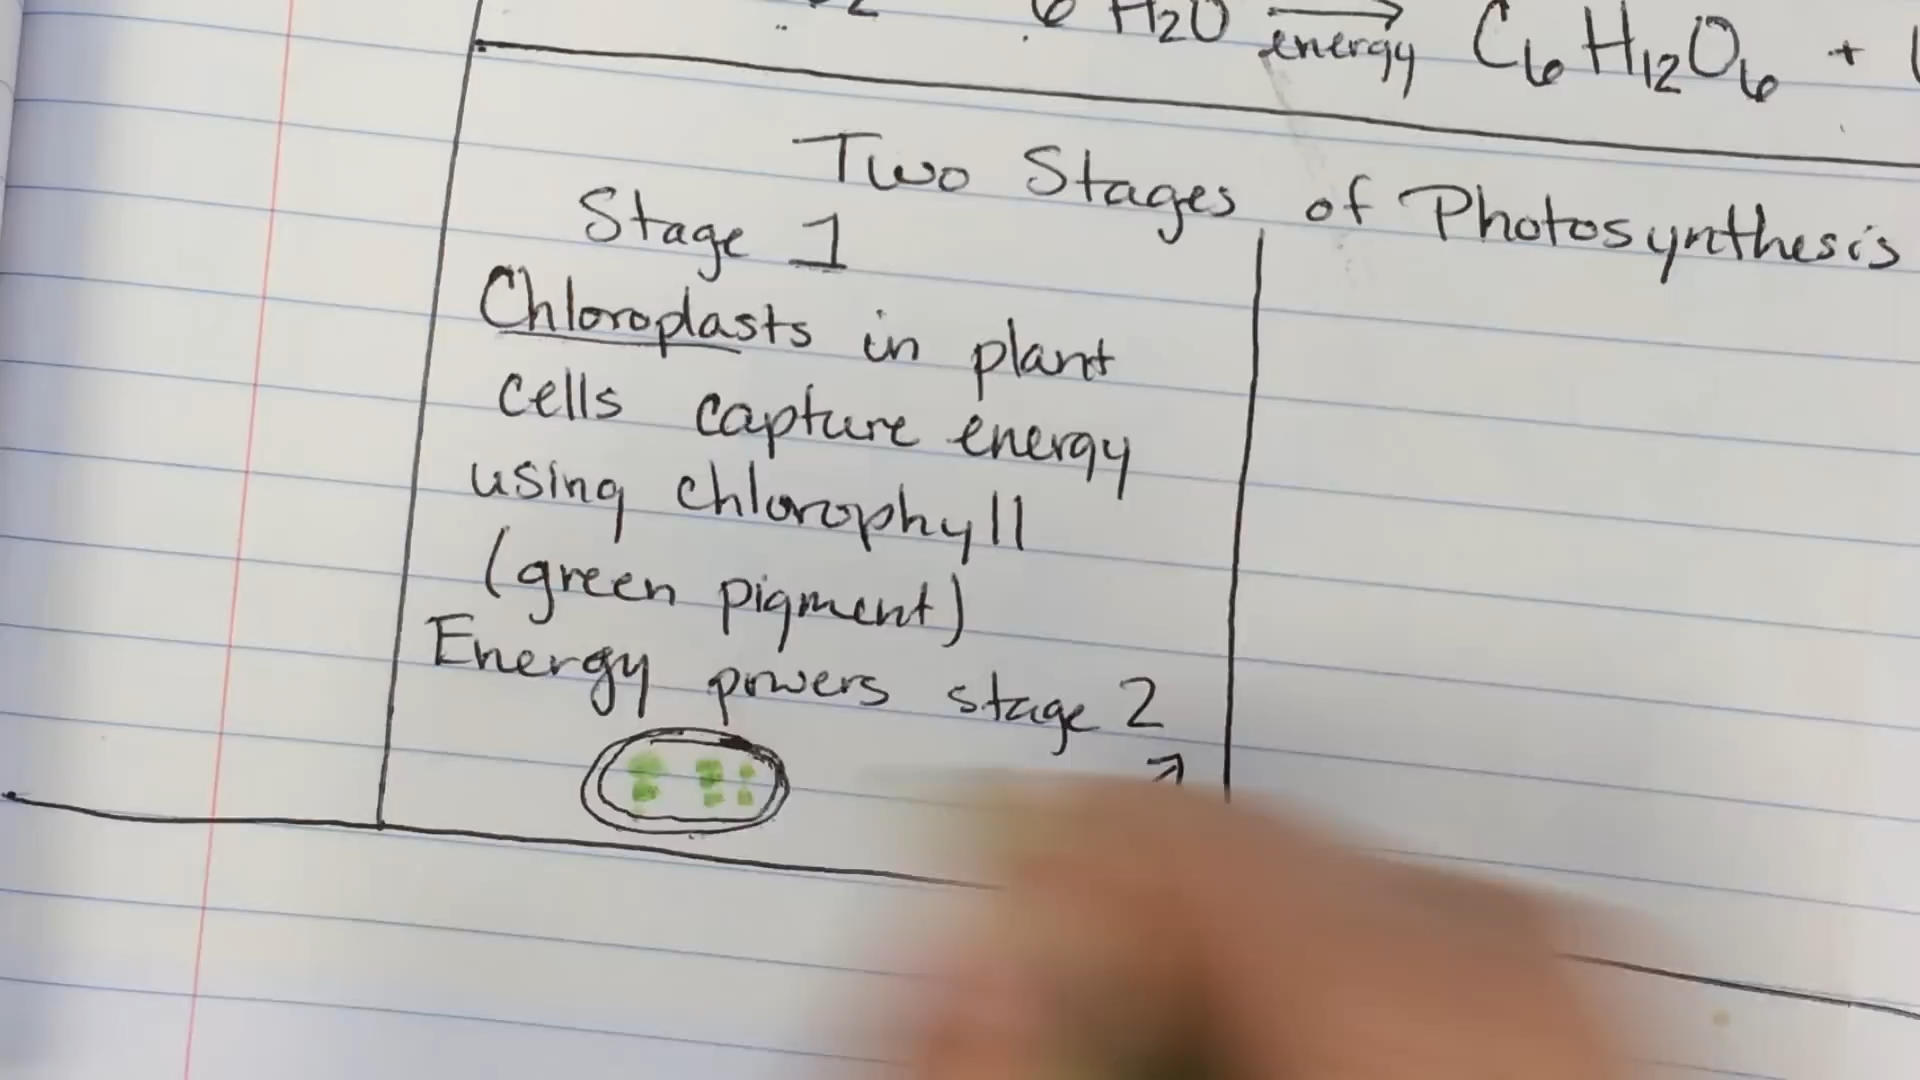 6 H2O energy C6H12O6 +
Two Stages of Photosynthesis
Stage 1
Chloroplasts in plant
cells capture energy
using chlorophyll
(green pigment)
Energy powers stage 2